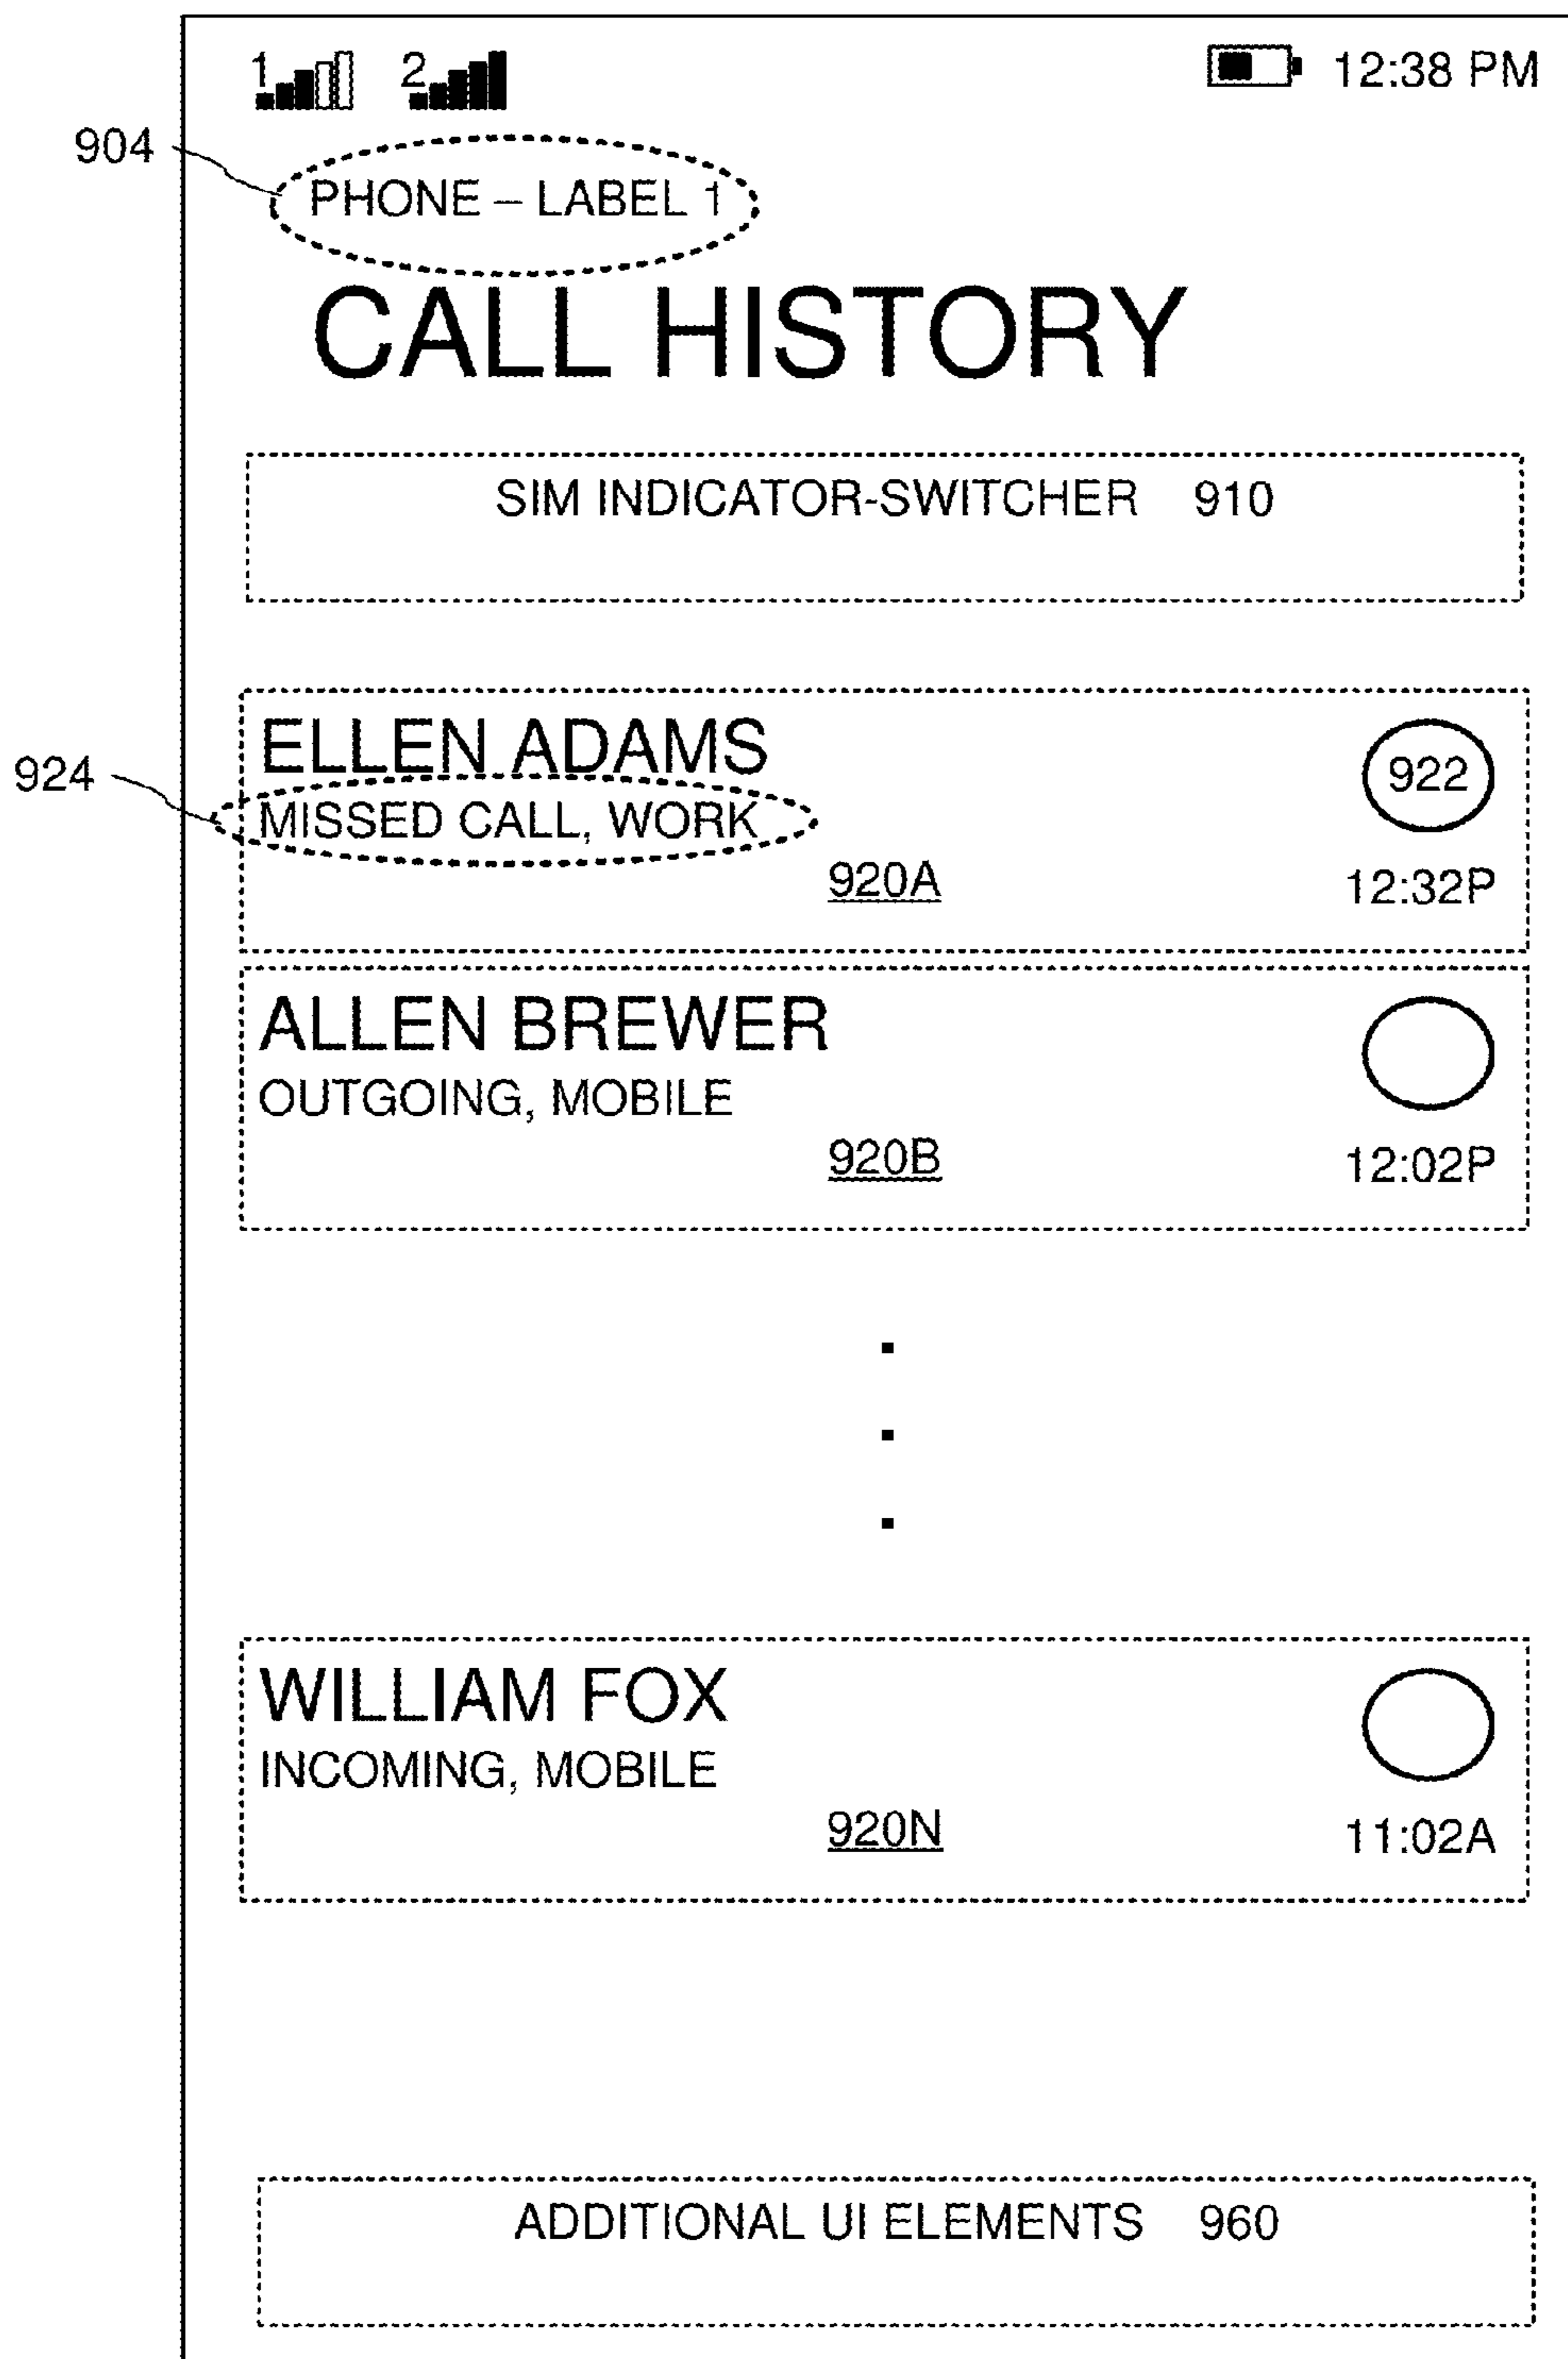 1 2 12:38 PM
904
PHONE – LABEL 1
CALL HISTORY
SIM INDICATOR-SWITCHER 910
ELLEN ADAMS
922
924
MISSED CALL, WORK
920A
12:32P
ALLEN BREWER
OUTGOING, MOBILE
920B
12:02P
WILLIAM FOX
INCOMING, MOBILE
920N
11:02A
ADDITIONAL UI ELEMENTS 960